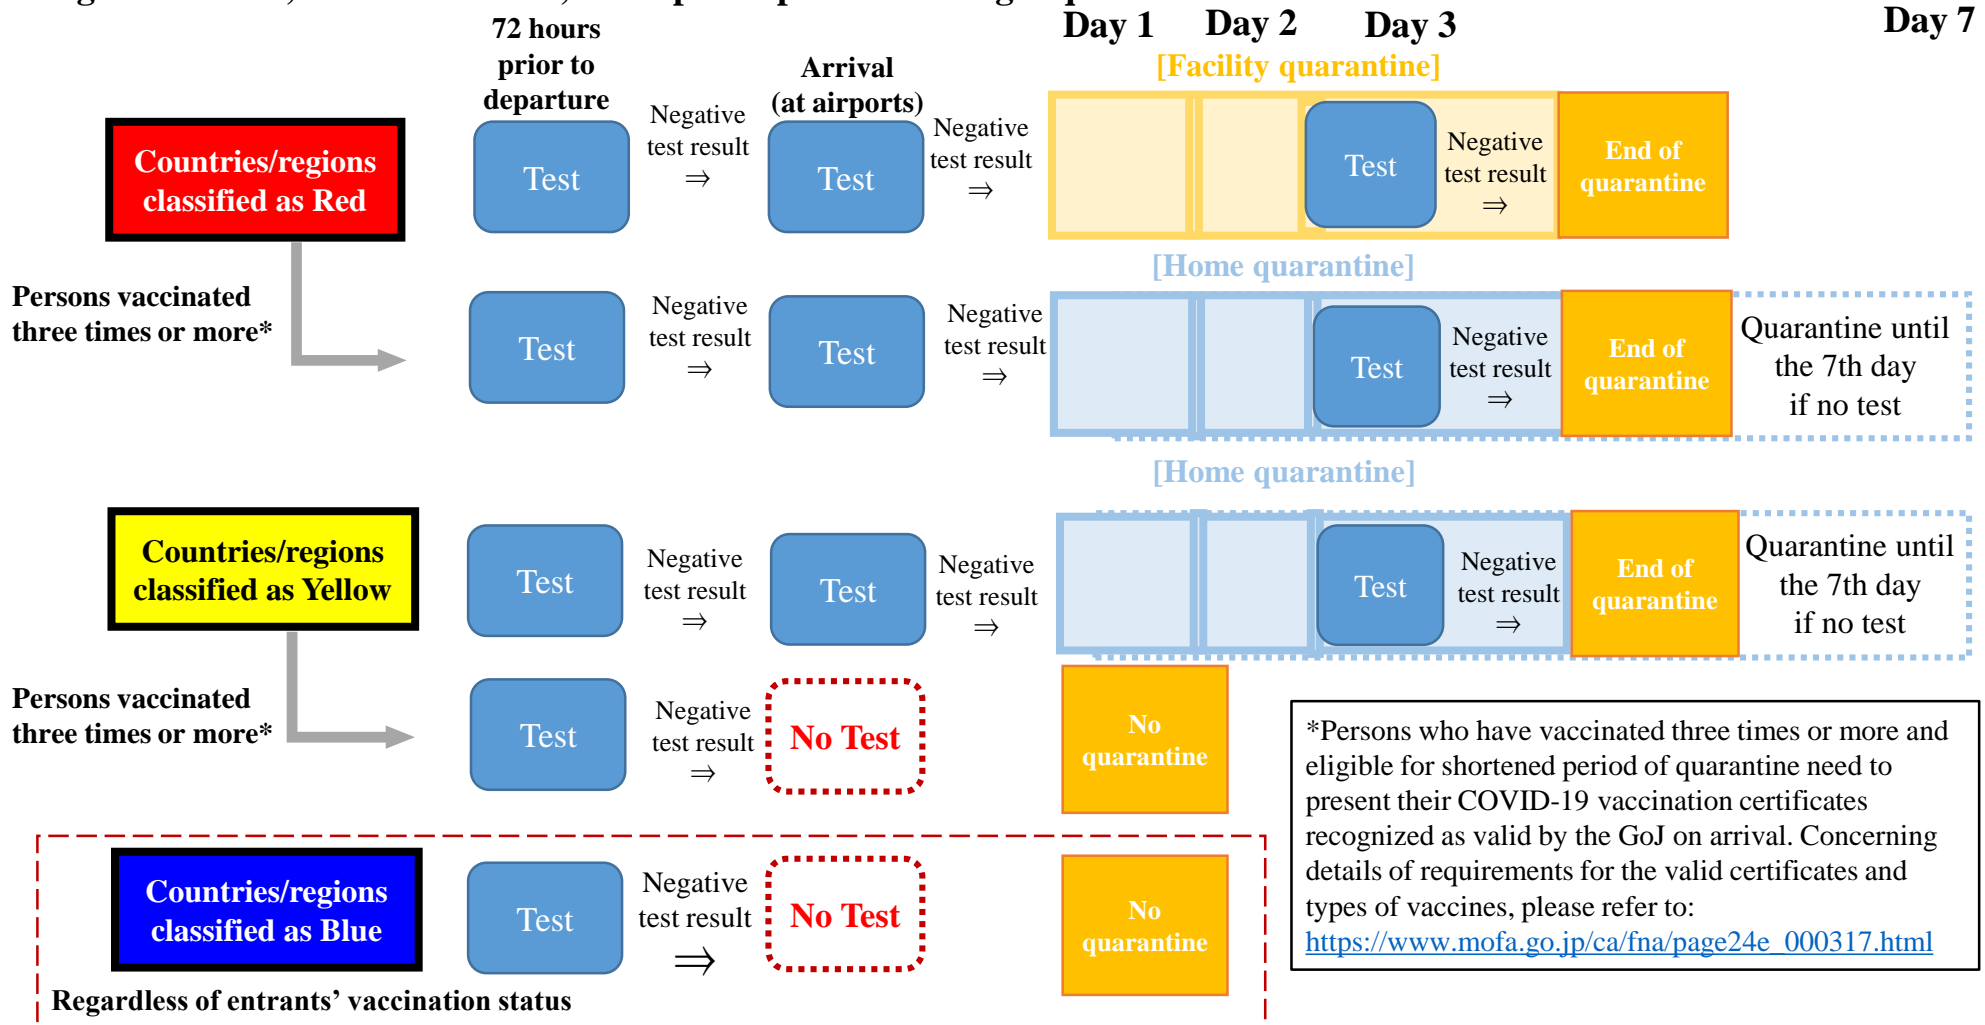 Day 1 Day 2 Day 3 Day 7
72 hours
prior to
departure
Arrival
(at airports)
[Facility quarantine]
Countries/regions
classified as Red
Test
Negative
test result
⇒
Test
Negative
test result
⇒
Test
Negative
test result
⇒
End of
quarantine
Persons vaccinated
three times or more*
[Home quarantine]
Test
Negative
test result
⇒
Test
Negative
test result
⇒
Test
Negative
test result
⇒
End of
quarantine
Quarantine until
the 7th day
if no test
[Home quarantine]
Countries/regions
classified as Yellow
Test
Negative
test result
⇒
Test
Negative
test result
⇒
Test
Negative
test result
⇒
End of
quarantine
Quarantine until
the 7th day
if no test
Persons vaccinated
three times or more*
Test
Negative
test result
⇒
No Test
No
quarantine
Countries/regions
classified as Blue
Test
Negative
test result
⇒
No Test
No
quarantine
Regardless of entrants’ vaccination status
*Persons who have vaccinated three times or more and
eligible for shortened period of quarantine need to
present their COVID-19 vaccination certificates
recognized as valid by the GoJ on arrival. Concerning
details of requirements for the valid certificates and
types of vaccines, please refer to:
https://www.mofa.go.jp/ca/fna/page24e_000317.html